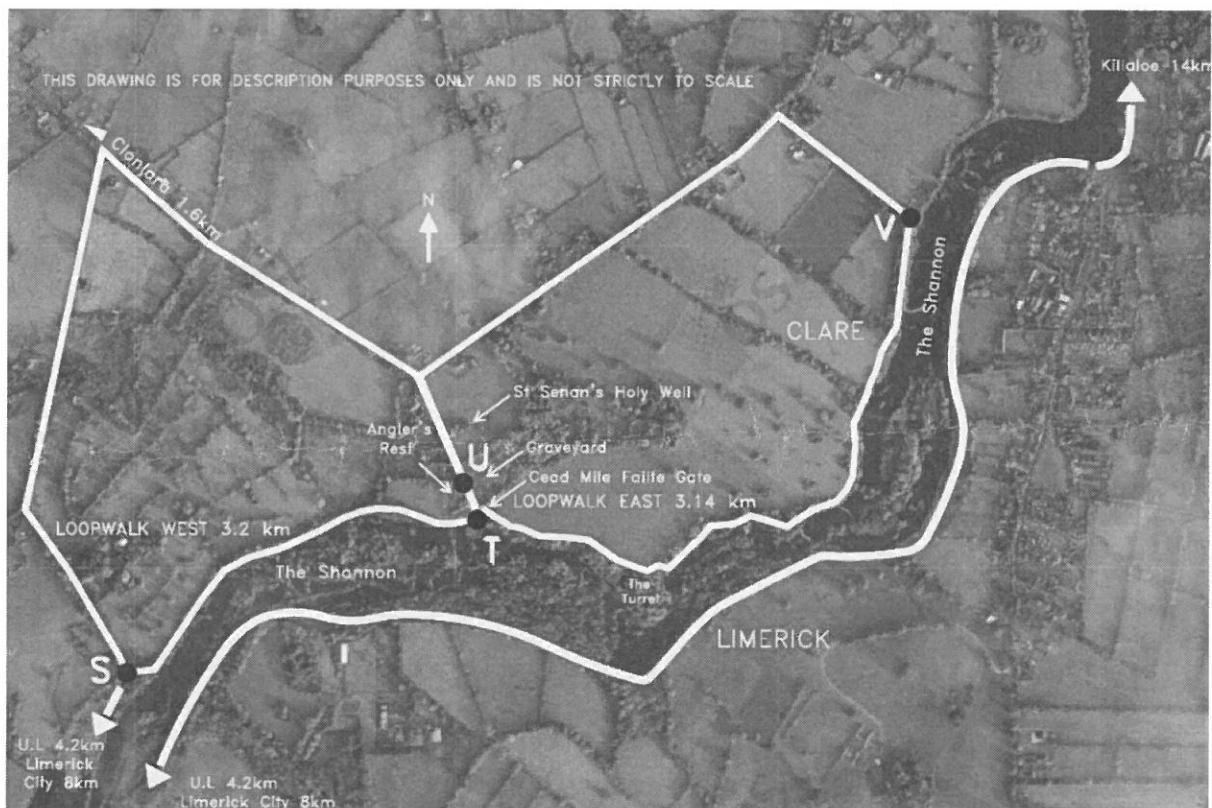 THIS DRAWING IS FOR DESCRIPTION PURPOSES ONLY AND IS NOT STRICTLY TO SCALE
Killaloe 14km
Clonlara 1.6km
N
V
The Shannon
CLARE
St Senan's Holy Well
Angler's
Rest
U
Graveyard
Cead Mile Failte Gate
LOOPWALK EAST 3.14 km
LOOPWALK WEST 3.2 km
T
The Shannon
The
Turret
LIMERICK
S
U.L 4.2km
Limerick
City 8km
U.L 4.2km
Limerick City 8km